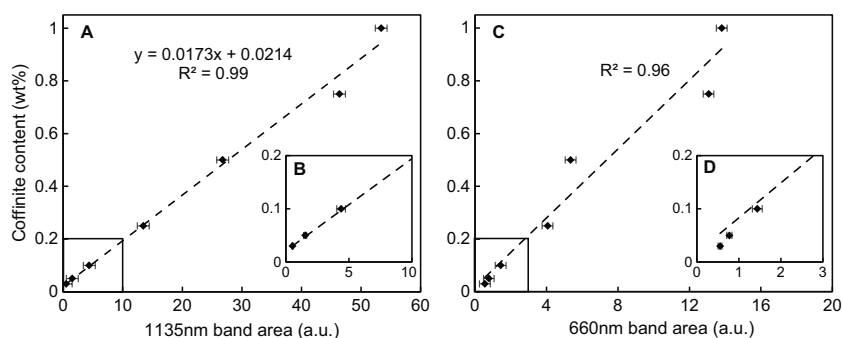 A
y = 0.0173x + 0.0214
R² = 0.99
Coffinite content (wt%)
1
0.8
0.6
0.4
0.2
0
0 10 20 30 40 50 60
1135nm band area (a.u.)
B
0.2
0.1
0
0 5 10
C
R² = 0.96
1
0.8
0.6
0.4
0.2
0
0 4 8 12 16 20
660nm band area (a.u.)
D
0.2
0.1
0
0 1 2 3